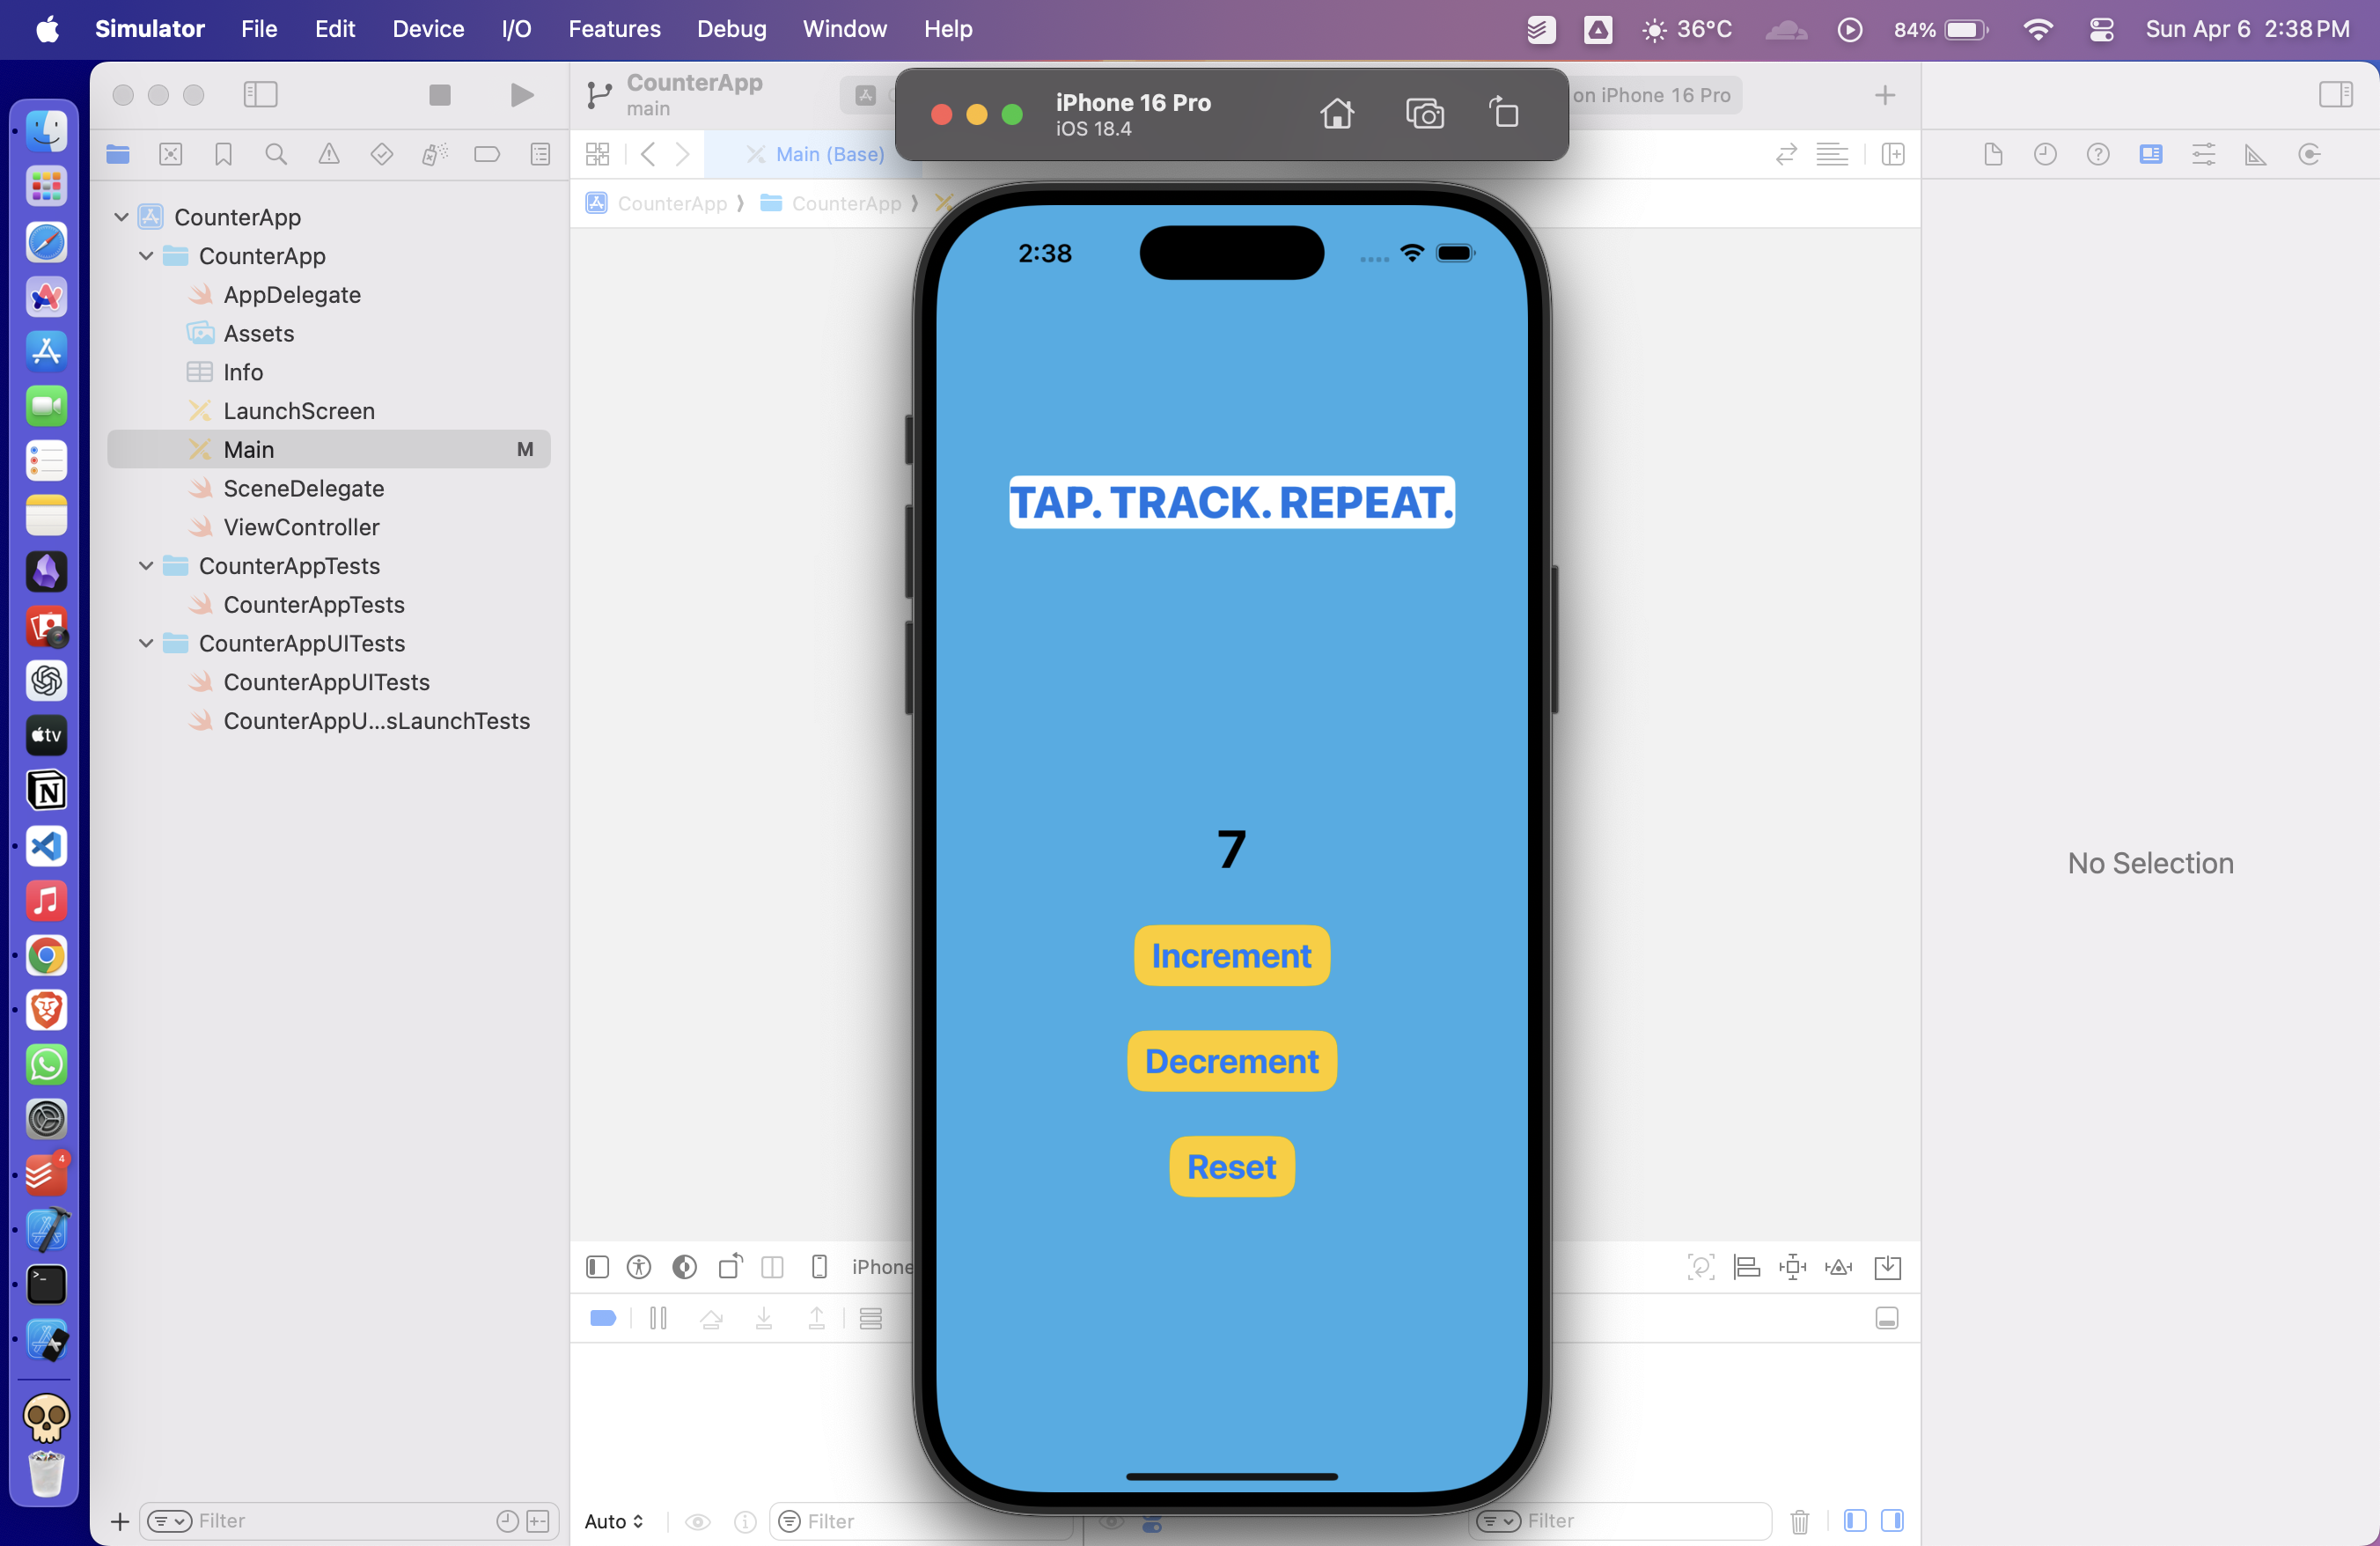 Simulator File Edit Device I/O Features Debug Window Help 36°C 84% Sun Apr 6 2:38 PM
CounterApp
main
on iPhone 16 Pro
iPhone 16 Pro
iOS 18.4
Main (Base)
CounterApp
CounterApp
CounterApp
CounterApp
AppDelegate
Assets
Info
LaunchScreen
Main M
SceneDelegate
ViewController
CounterAppTests
CounterAppTests
CounterAppUITests
CounterAppUITests
CounterAppU...sLaunchTests
tv
N
4
2:38
TAP. TRACK. REPEAT.
7
Increment
Decrement
Reset
No Selection
iPhone
Filter
Auto
Filter
Filter